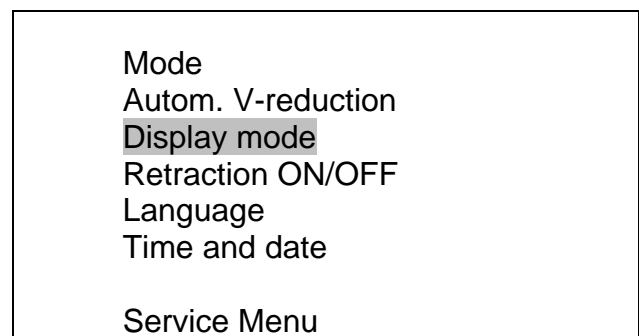 Mode
Autom. V-reduction
Display mode
Retraction ON/OFF
Language
Time and date
Service Menu